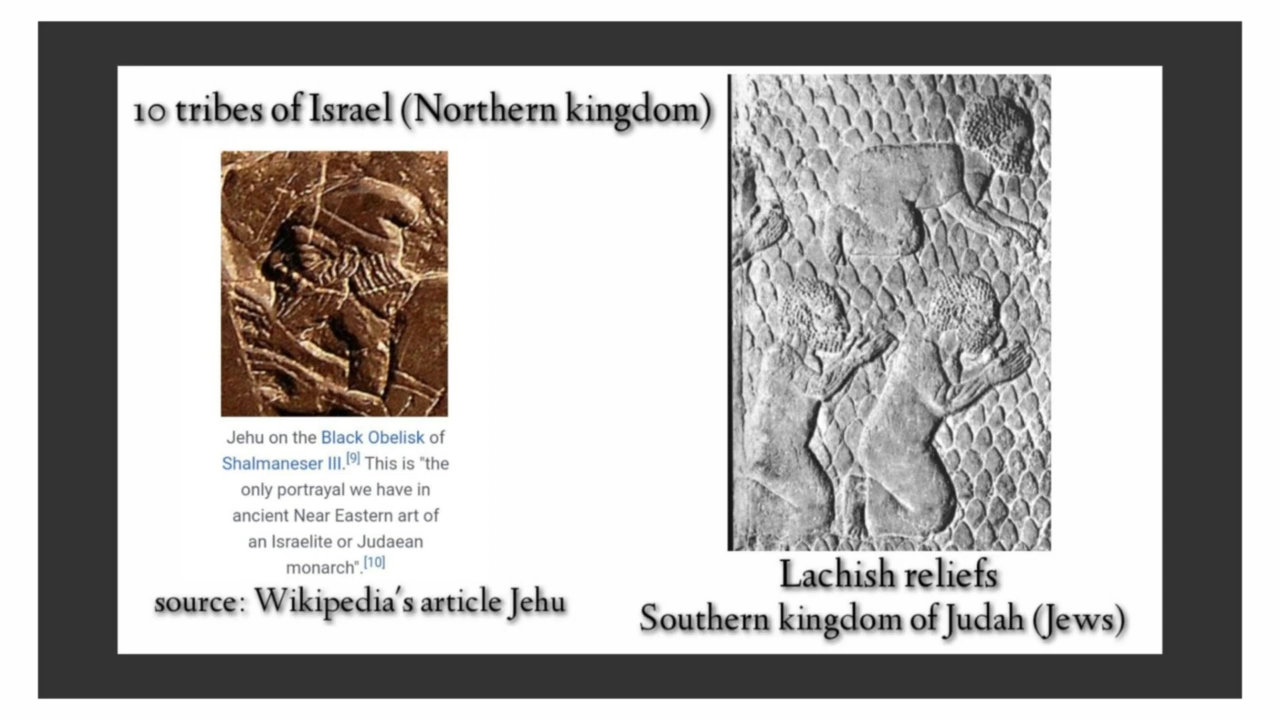 10 tribes of Israel (Northern kingdom)
Jehu on the Black Obelisk of
Shalmaneser III.[9] This is "the
only portrayal we have in
ancient Near Eastern art of
an Israelite or Judaean
monarch".[10]
source: Wikipedia's article Jehu
Lachish reliefs
Southern kingdom of Judah (Jews)